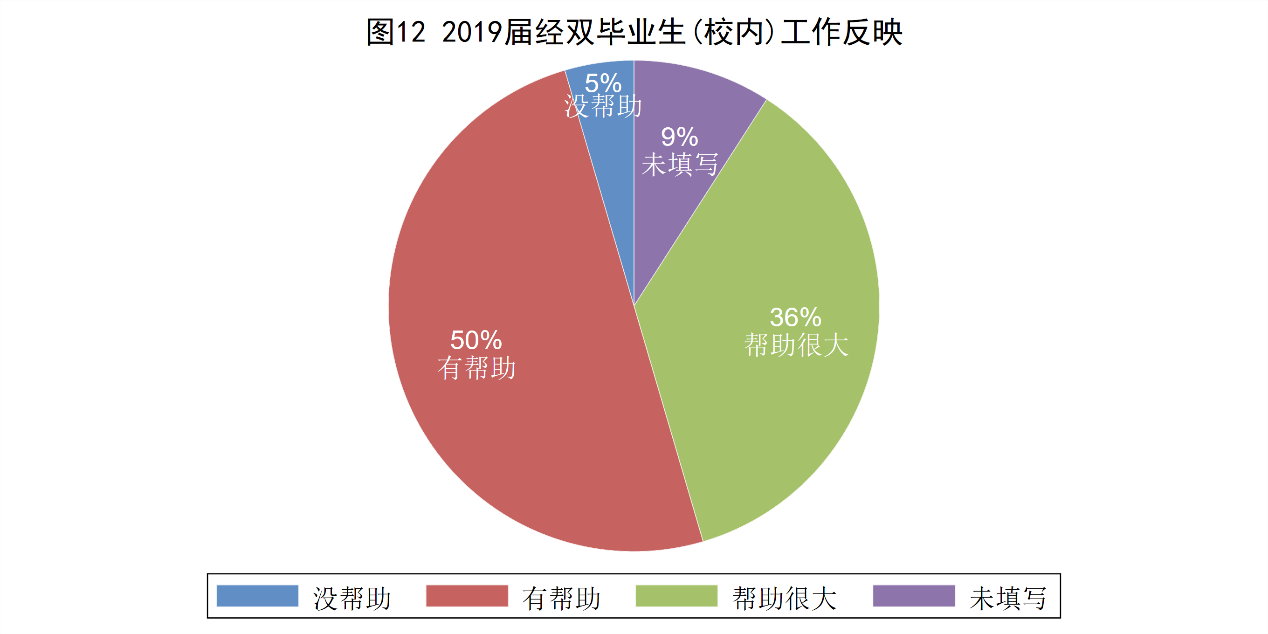 图12 2019届经双毕业生(校内)工作反映
5%
没帮助
9%
未填写
36%
帮助很大
50%
有帮助
没帮助 有帮助 帮助很大 未填写